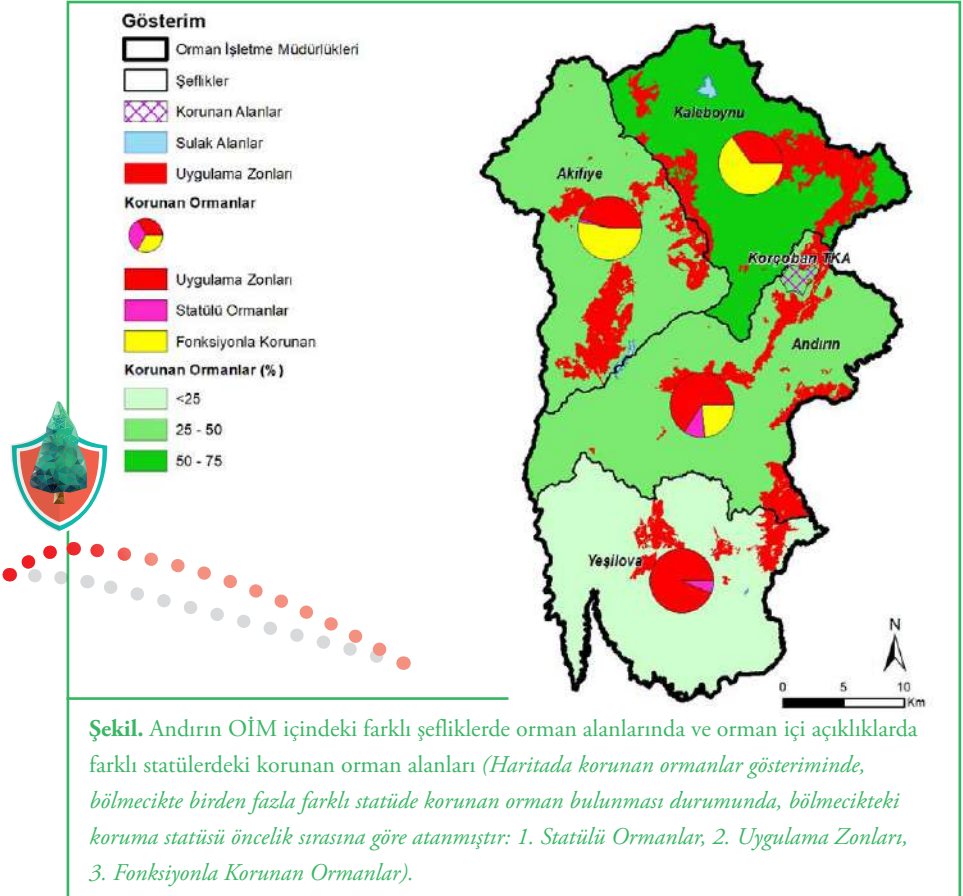 Gösterim
Orman İşletme Müdürlükleri
Şeflikler
Korunan Alanlar
Sulak Alanlar
Uygulama Zonları
Korunan Ormanlar
Uygulama Zonları
Statülü Ormanlar
Fonksiyonla Korunan
Korunan Ormanlar (%)
<25
25 - 50
50 - 75
Kaleboynu
Akifiye
Korçoban TKA
Andırın
Yeşilova
N
0 5 10
Km
Şekil. Andırın OİM içindeki farklı şefliklerde orman alanlarında ve orman içi açıklıklarda
farklı statülerdeki korunan orman alanları (Haritada korunan ormanlar gösteriminde,
bölmecikte birden fazla farklı statüde korunan orman bulunması durumunda, bölmecikteki
koruma statüsü öncelik sırasına göre atanmıştır: 1. Statülü Ormanlar, 2. Uygulama Zonları,
3. Fonksiyonla Korunan Ormanlar).